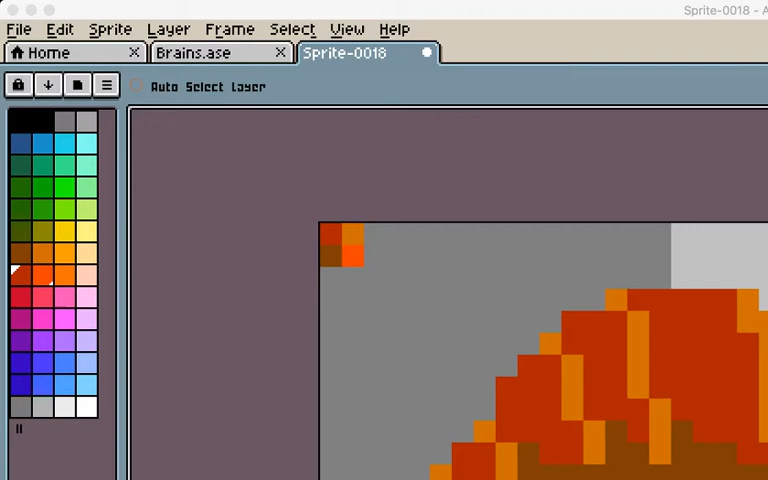 Sprite-0018 - A
File Edit Sprite Layer Frame Select View Help
Home Brains.ase Sprite-0018
Auto Select Layer